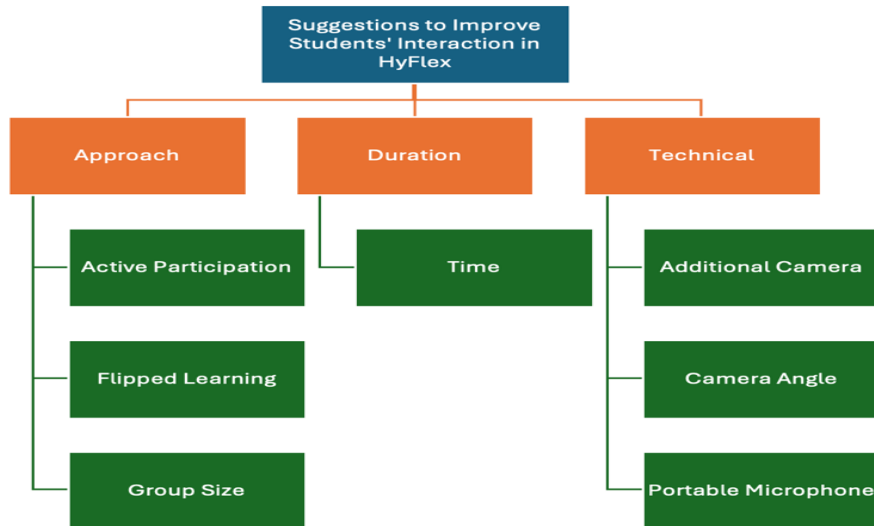 Suggestions to Improve
Students' Interaction in
HyFlex
Approach
Duration
Technical
Active Participation
Time
Additional Camera
Flipped Learning
Camera Angle
Group Size
Portable Microphone